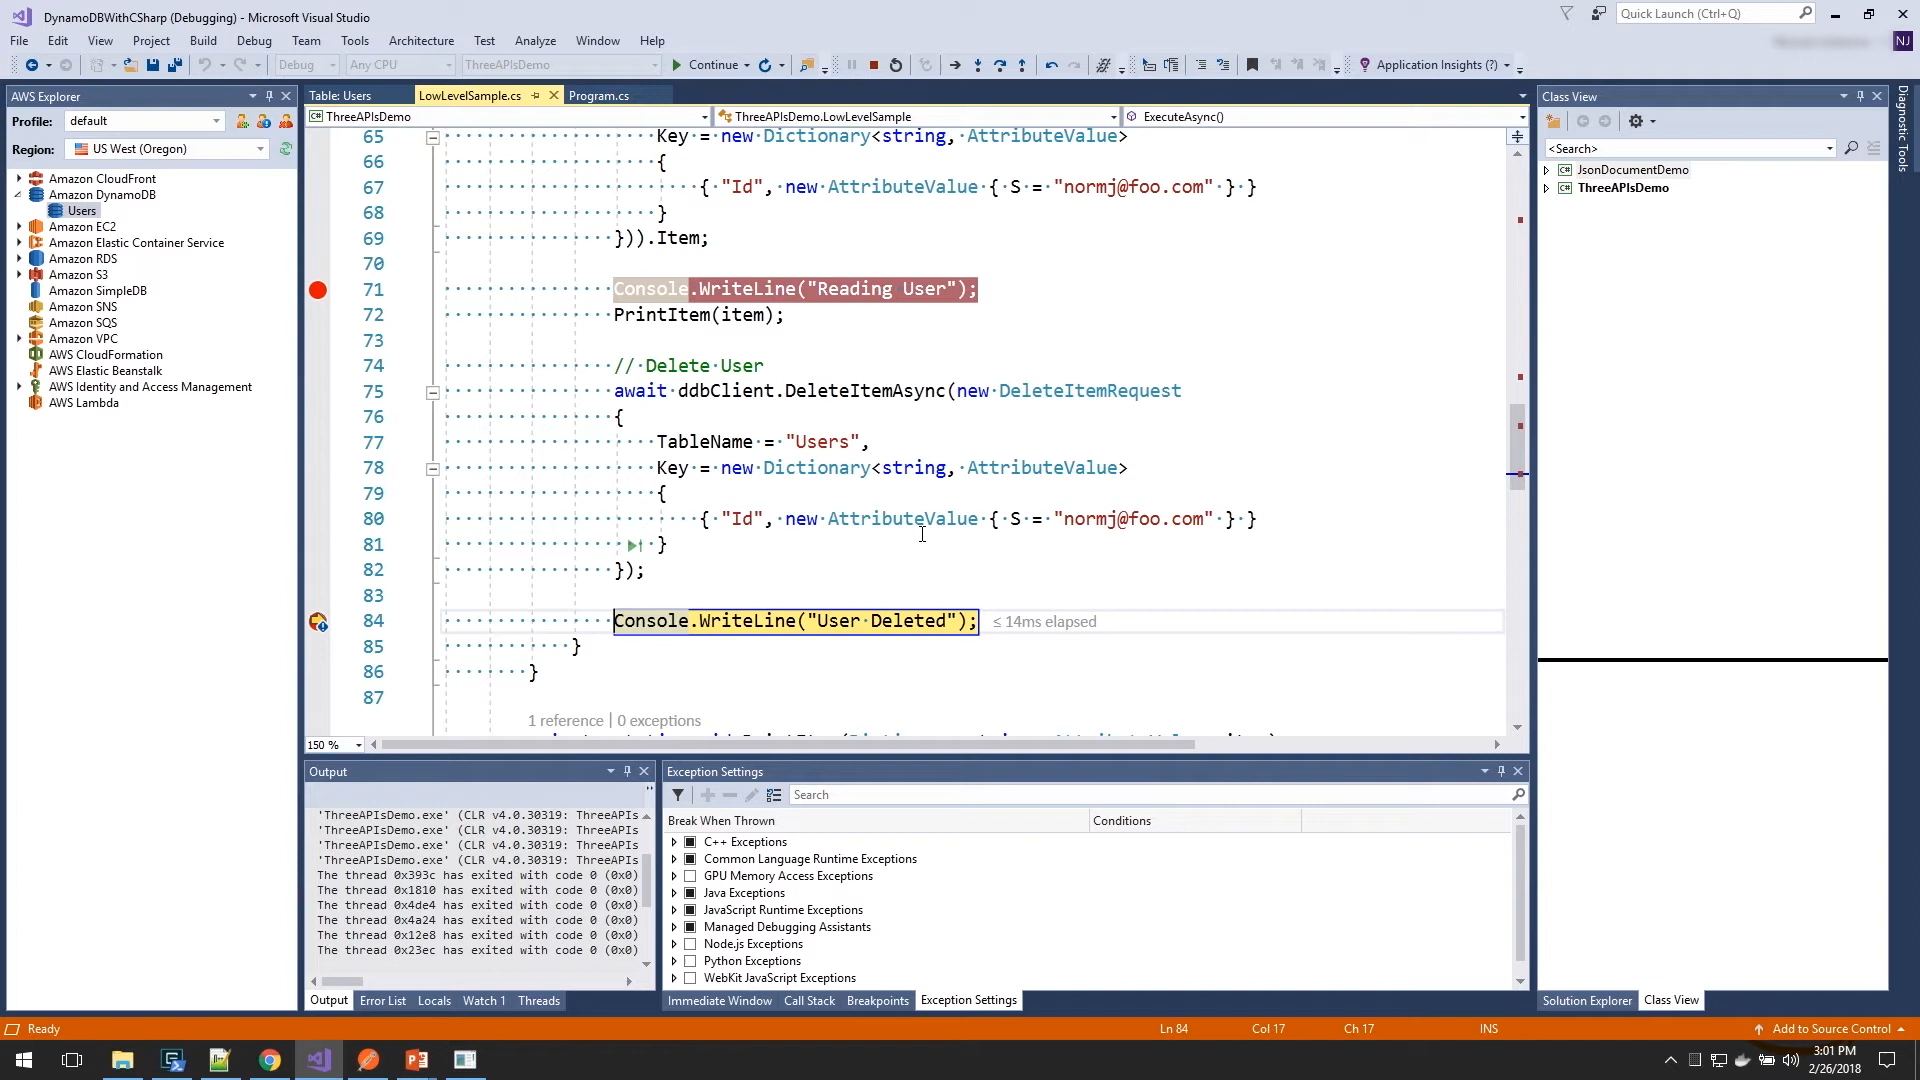 DynamoDBWithCSharp (Debugging) - Microsoft Visual Studio
Quick Launch (Ctrl+Q)
File Edit View Project Build Debug Team Tools Architecture Test Analyze Window Help
NJ
Debug Any CPU ThreeAPIsDemo Continue Application Insights (?)
AWS Explorer
Profile: default
Region: US West (Oregon)
Amazon CloudFront
Amazon DynamoDB
Users
Amazon EC2
Amazon Elastic Container Service
Amazon RDS
Amazon S3
Amazon SimpleDB
Amazon SNS
Amazon SQS
Amazon VPC
AWS CloudFormation
AWS Elastic Beanstalk
AWS Identity and Access Management
AWS Lambda
Table: Users LowLevelSample.cs Program.cs
ThreeAPIsDemo ThreeAPIsDemo.LowLevelSample ExecuteAsync()
65 Key = new Dictionary<string, AttributeValue>
66 {
67 { "Id", new AttributeValue { S = "normj@foo.com" } }
68 }
69 })).Item;
70
71 Console.WriteLine("Reading User");
72 PrintItem(item);
73
74 // Delete User
75 await ddbClient.DeleteItemAsync(new DeleteItemRequest
76 {
77 TableName = "Users",
78 Key = new Dictionary<string, AttributeValue>
79 {
80 { "Id", new AttributeValue { S = "normj@foo.com" } }
81 }
82 });
83
84 Console.WriteLine("User Deleted"); ≤ 14ms elapsed
85 }
86 }
87
1 reference | 0 exceptions
150 %
Output
'ThreeAPIsDemo.exe' (CLR v4.0.30319: ThreeAPIs
'ThreeAPIsDemo.exe' (CLR v4.0.30319: ThreeAPIs
'ThreeAPIsDemo.exe' (CLR v4.0.30319: ThreeAPIs
'ThreeAPIsDemo.exe' (CLR v4.0.30319: ThreeAPIs
The thread 0x393c has exited with code 0 (0x0)
The thread 0x1810 has exited with code 0 (0x0)
The thread 0x4de4 has exited with code 0 (0x0)
The thread 0x4a24 has exited with code 0 (0x0)
The thread 0x12e8 has exited with code 0 (0x0)
The thread 0x23ec has exited with code 0 (0x0)
Output Error List Locals Watch 1 Threads
Exception Settings
Search
Break When Thrown Conditions
C++ Exceptions
Common Language Runtime Exceptions
GPU Memory Access Exceptions
Java Exceptions
JavaScript Runtime Exceptions
Managed Debugging Assistants
Node.js Exceptions
Python Exceptions
WebKit JavaScript Exceptions
Immediate Window Call Stack Breakpoints Exception Settings
Class View
<Search>
JsonDocumentDemo
ThreeAPIsDemo
Solution Explorer Class View
Diagnostic Tools
Ready Ln 84 Col 17 Ch 17 INS Add to Source Control
3:01 PM
2/26/2018